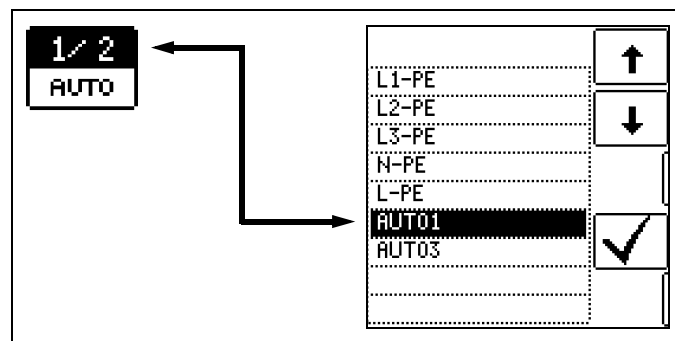 1/ 2
AUTO
L1-PE
L2-PE
L3-PE
N-PE
L-PE
AUTO1
AUTO3